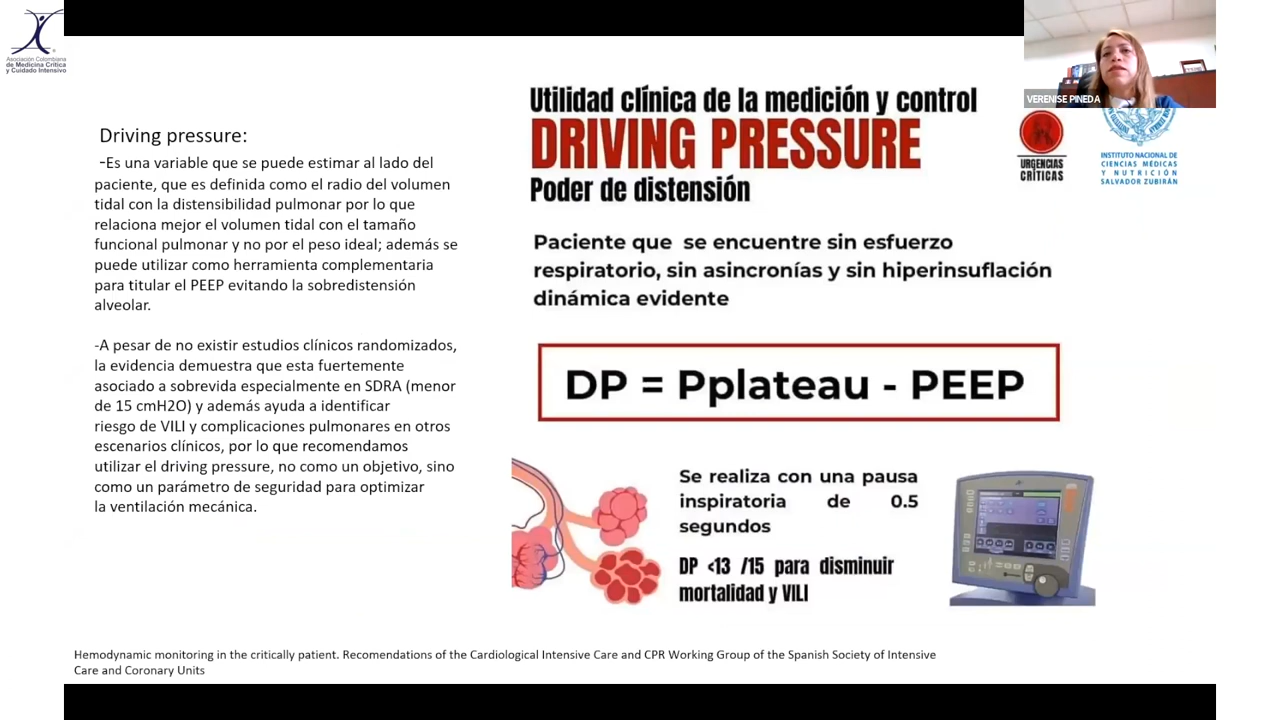 Asociación Colombiana
de Medicina Crítica
y Cuidado Intensivo
VERENISE PINEDA
Driving pressure:
-Es una variable que se puede estimar al lado del
paciente, que es definida como el radio del volumen
tidal con la distensibilidad pulmonar por lo que
relaciona mejor el volumen tidal con el tamaño
funcional pulmonar y no por el peso ideal; además se
puede utilizar como herramienta complementaria
para titular el PEEP evitando la sobredistensión
alveolar.
-A pesar de no existir estudios clínicos randomizados,
la evidencia demuestra que esta fuertemente
asociado a sobrevida especialmente en SDRA (menor
de 15 cmH2O) y además ayuda a identificar
riesgo de VILI y complicaciones pulmonares en otros
escenarios clínicos, por lo que recomendamos
utilizar el driving pressure, no como un objetivo, sino
como un parámetro de seguridad para optimizar
la ventilación mecánica.
Utilidad clínica de la medición y control
DRIVING PRESSURE
Poder de distensión
URGENCIAS
CRÍTICAS
INSTITUTO NACIONAL DE
CIENCIAS MÉDICAS
Y NUTRICIÓN
SALVADOR ZUBIRÁN
Paciente que se encuentre sin esfuerzo
respiratorio, sin asincronías y sin hiperinsuflación
dinámica evidente
DP = Pplateau - PEEP
Se realiza con una pausa
inspiratoria de 0.5
segundos
DP <13 /15 para disminuir
mortalidad y VILI
Hemodynamic monitoring in the critically patient. Recomendations of the Cardiological Intensive Care and CPR Working Group of the Spanish Society of Intensive
Care and Coronary Units